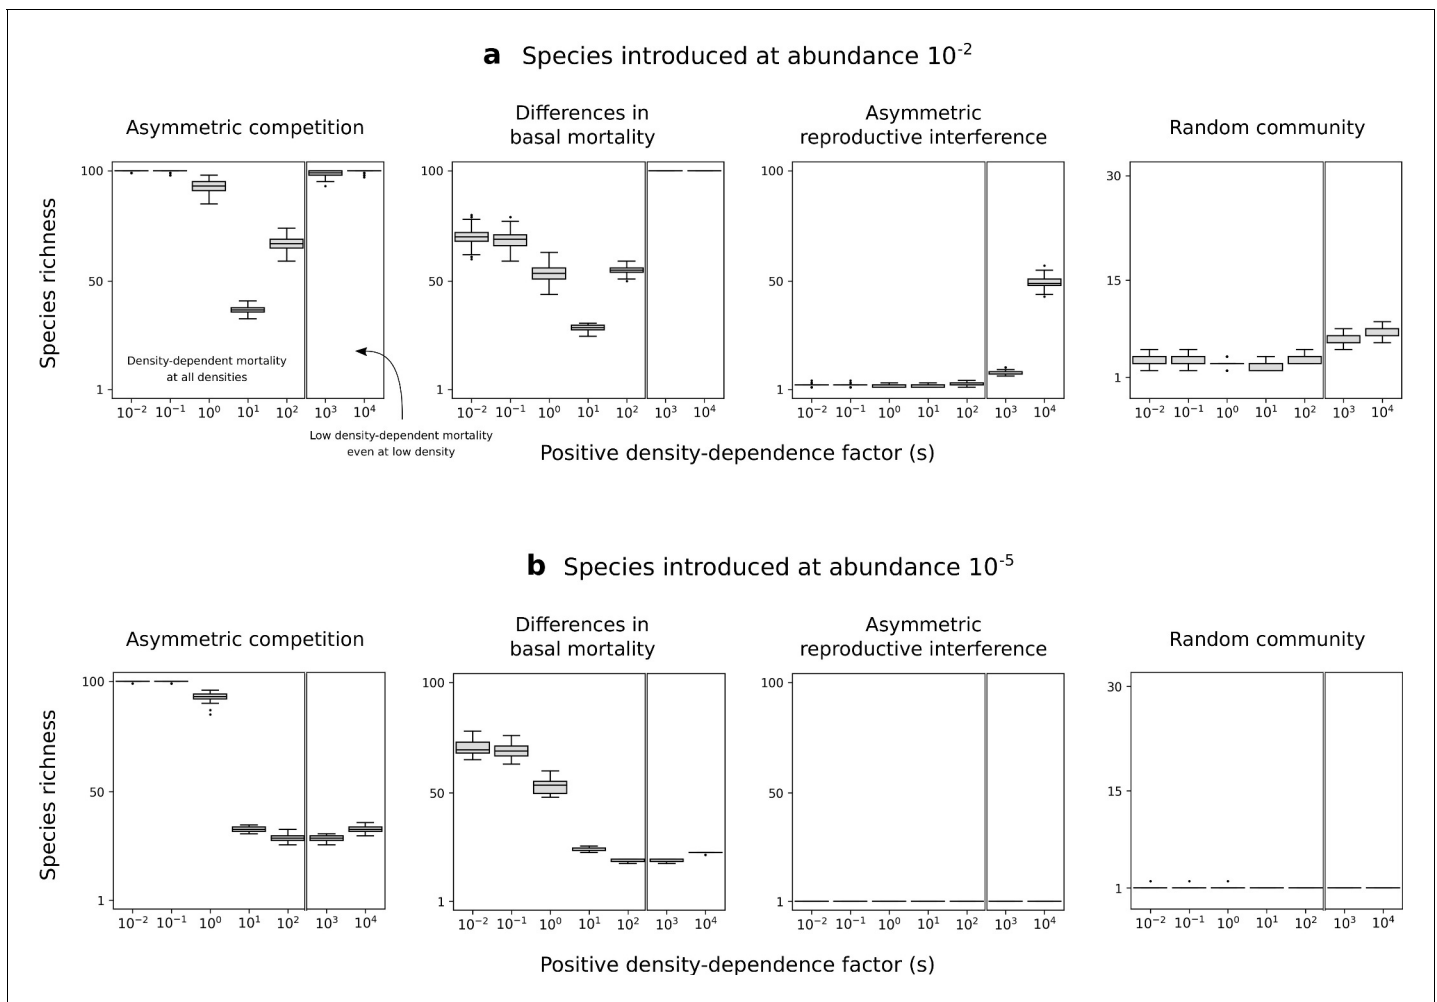 a Species introduced at abundance 10⁻²
Asymmetric competition
Differences in
basal mortality
Asymmetric
reproductive interference
Random community
Species richness
100
50
1
10⁻² 10⁻¹ 10⁰ 10¹ 10² 10³ 10⁴
Density-dependent mortality
at all densities
Low density-dependent mortality
even at low density
100
50
1
10⁻² 10⁻¹ 10⁰ 10¹ 10² 10³ 10⁴
100
50
1
10⁻² 10⁻¹ 10⁰ 10¹ 10² 10³ 10⁴
30
15
1
10⁻² 10⁻¹ 10⁰ 10¹ 10² 10³ 10⁴
Positive density-dependence factor (s)
b Species introduced at abundance 10⁻⁵
Asymmetric competition
Differences in
basal mortality
Asymmetric
reproductive interference
Random community
Species richness
100
50
1
10⁻² 10⁻¹ 10⁰ 10¹ 10² 10³ 10⁴
100
50
1
10⁻² 10⁻¹ 10⁰ 10¹ 10² 10³ 10⁴
100
50
1
10⁻² 10⁻¹ 10⁰ 10¹ 10² 10³ 10⁴
30
15
1
10⁻² 10⁻¹ 10⁰ 10¹ 10² 10³ 10⁴
Positive density-dependence factor (s)